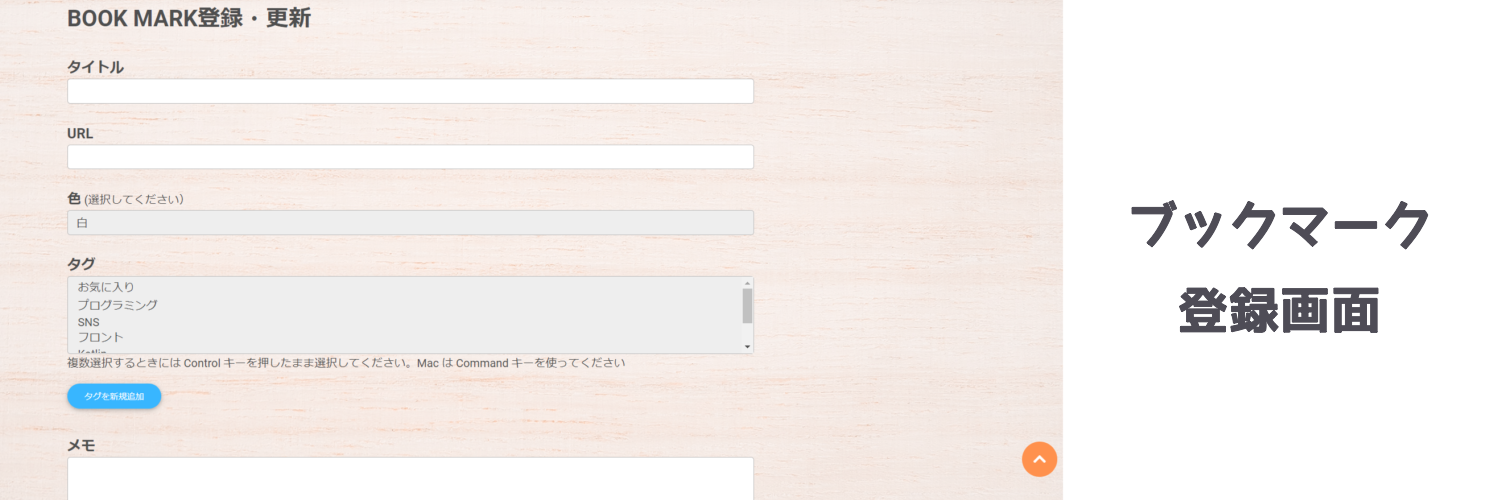 BOOK MARK登録・更新
タイトル
URL
色 (選択してください)
白
タグ
お気に入り
プログラミング
SNS
フロント
Kotlin
複数選択するときには Control キーを押したまま選択してください。Mac は Command キーを使ってください
タグを新規追加
メモ
ブックマーク
登録画面